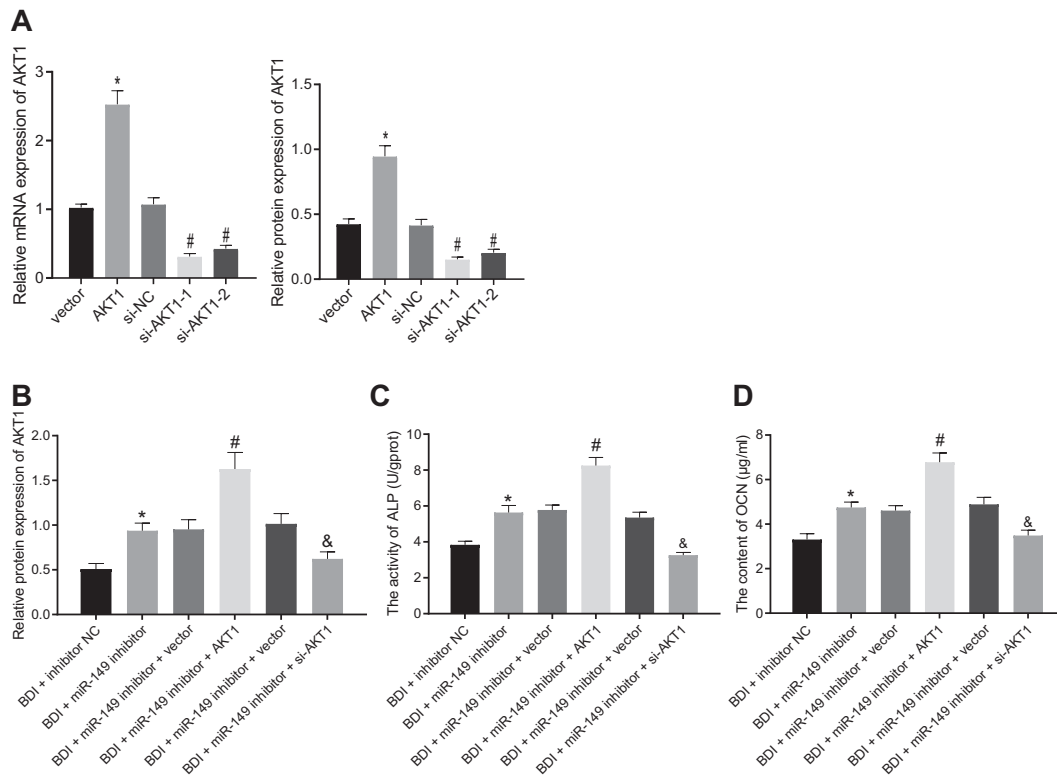 A
Relative mRNA expression of AKT1
3
2
1
0
*
#
#
vector
AKT1
si-NC
si-AKT1-1
si-AKT1-2
Relative protein expression of AKT1
1.5
1.0
0.5
0.0
*
#
#
vector
AKT1
si-NC
si-AKT1-1
si-AKT1-2
B
Relative protein expression of AKT1
2.0
1.5
1.0
0.5
0.0
*
#
&
BDI + inhibitor NC
BDI + miR-149 inhibitor
BDI + miR-149 inhibitor + vector
BDI + miR-149 inhibitor + AKT1
BDI + miR-149 inhibitor + vector
BDI + miR-149 inhibitor + si-AKT1
C
The activity of ALP (U/gprot)
10
8
6
4
2
0
*
#
&
BDI + inhibitor NC
BDI + miR-149 inhibitor
BDI + miR-149 inhibitor + vector
BDI + miR-149 inhibitor + AKT1
BDI + miR-149 inhibitor + vector
BDI + miR-149 inhibitor + si-AKT1
D
The content of OCN (µg/ml)
8
6
4
2
0
*
#
&
BDI + inhibitor NC
BDI + miR-149 inhibitor
BDI + miR-149 inhibitor + vector
BDI + miR-149 inhibitor + AKT1
BDI + miR-149 inhibitor + vector
BDI + miR-149 inhibitor + si-AKT1